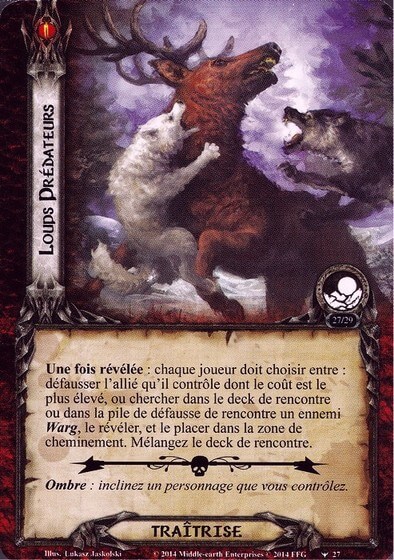 Loups Prédateurs
27/29
Une fois révélée : chaque joueur doit choisir entre :
défausser l'allié qu'il contrôle dont le coût est le
plus élevé, ou chercher dans le deck de rencontre
ou dans la pile de défausse de rencontre un ennemi
Warg, le révéler, et le placer dans la zone de
cheminement. Mélangez le deck de rencontre.
Ombre : inclinez un personnage que vous contrôlez.
TRAÎTRISE
Illus. Lukasz Jaskolski © 2014 Middle-earth Enterprises © 2014 FFG 27